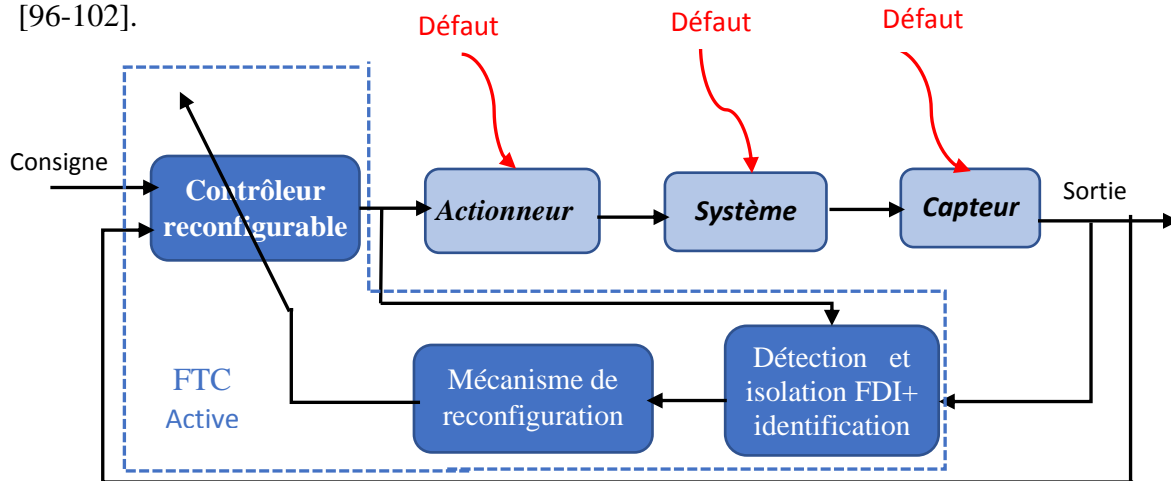 [96-102].
Défaut
Défaut
Défaut
Consigne
Contrôleur
reconfigurable
Actionneur
Système
Capteur
Sortie
FTC
Active
Mécanisme de
reconfiguration
Détection et
isolation FDI+
identification